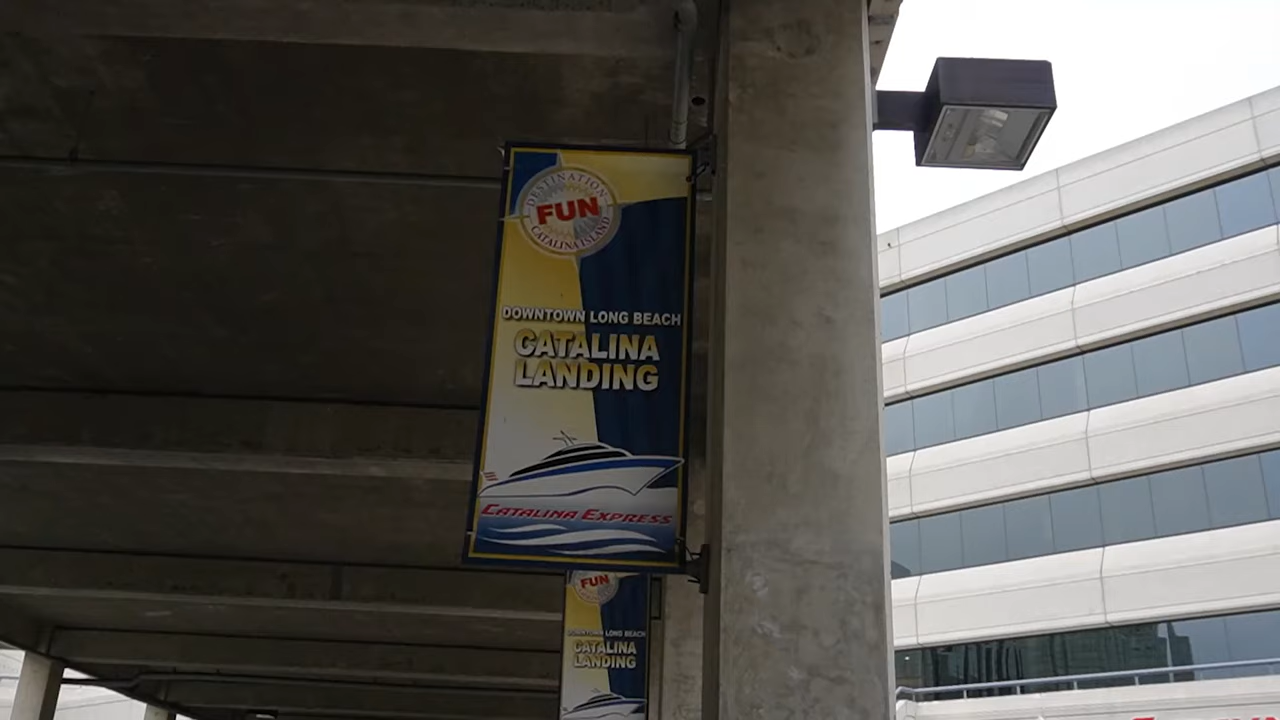 DESTINATION
FUN
CATALINA ISLAND
DOWNTOWN LONG BEACH
CATALINA
LANDING
CATALINA EXPRESS
FUN
DOWNTOWN LONG BEACH
CATALINA
LANDING